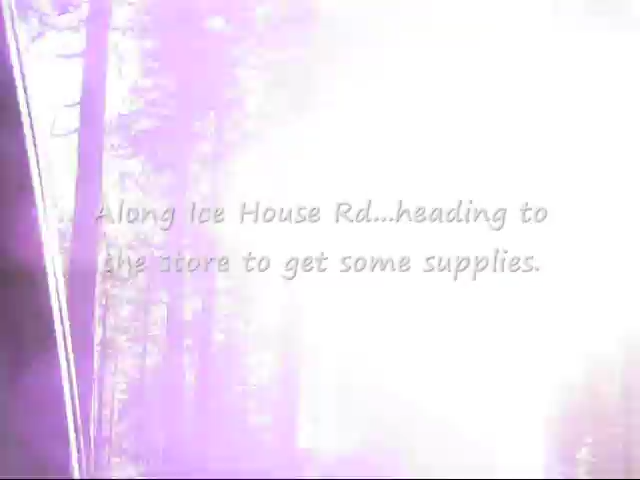 Along Ice House Rd...heading to
the store to get some supplies.